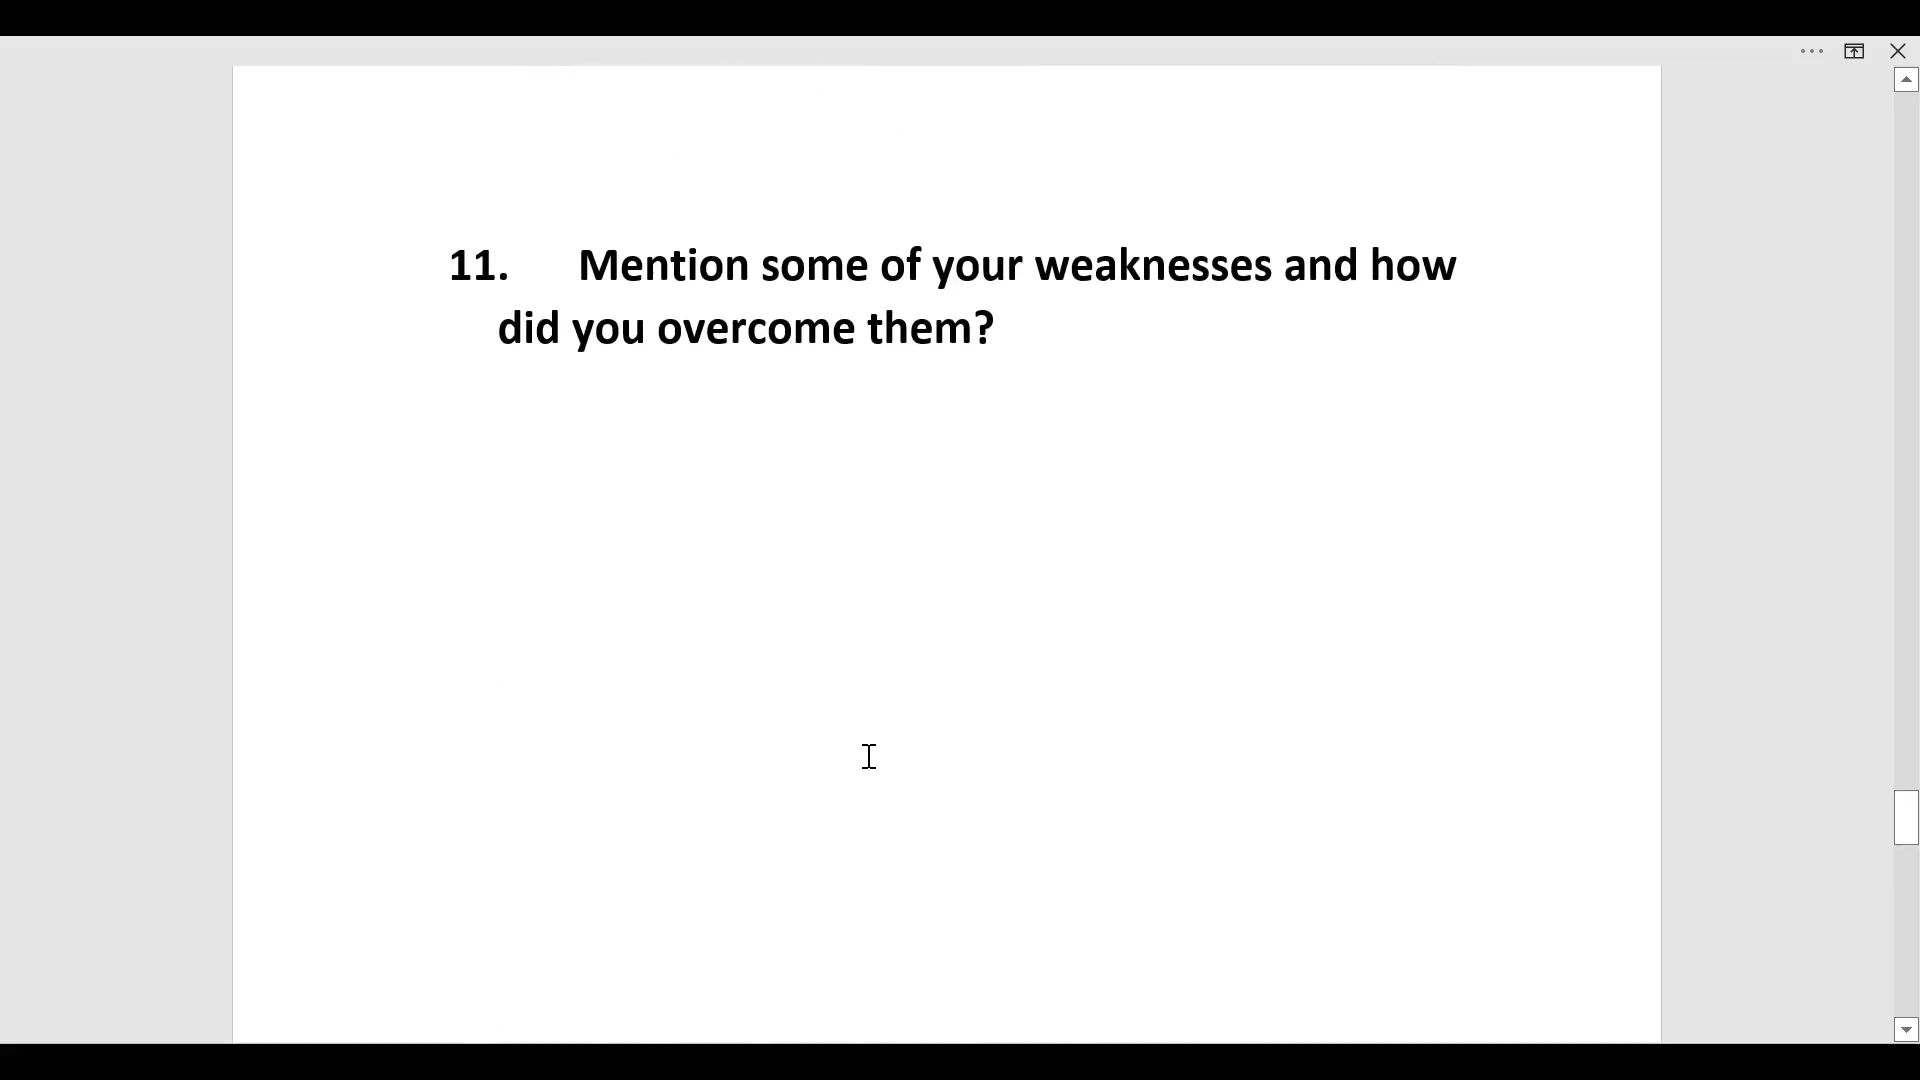 11. Mention some of your weaknesses and how
did you overcome them?